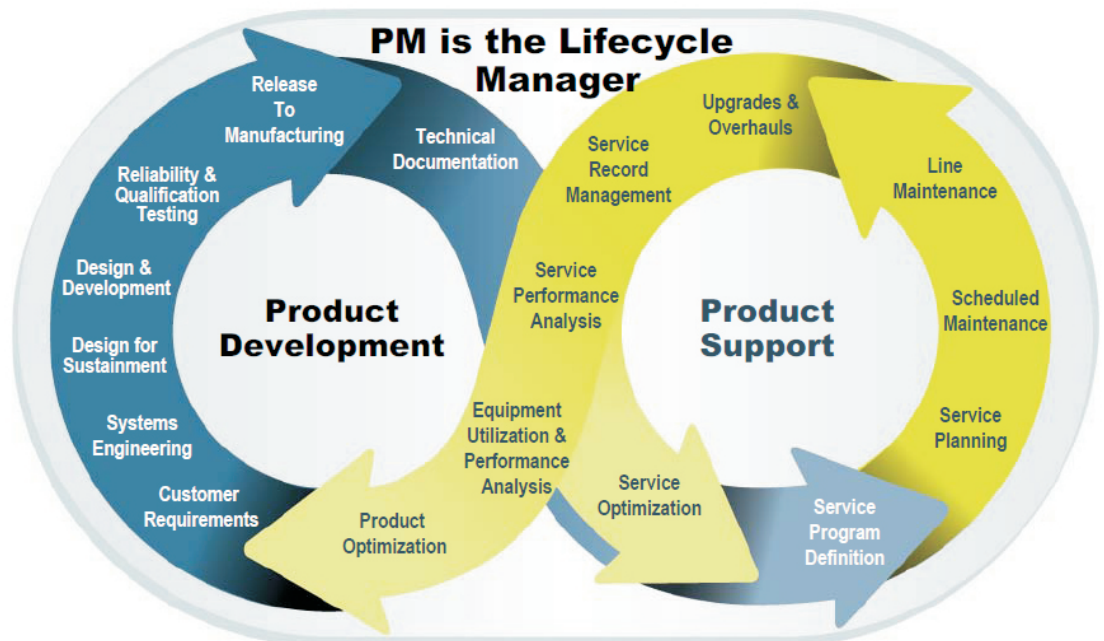 PM is the Lifecycle
Manager
Release
To
Manufacturing
Reliability &
Qualification
Testing
Design &
Development
Design for
Sustainment
Systems
Engineering
Customer
Requirements
Technical
Documentation
Product
Development
Product
Optimization
Equipment
Utilization &
Performance
Analysis
Service
Performance
Analysis
Service
Record
Management
Upgrades &
Overhauls
Line
Maintenance
Scheduled
Maintenance
Service
Planning
Product
Support
Service
Optimization
Service
Program
Definition